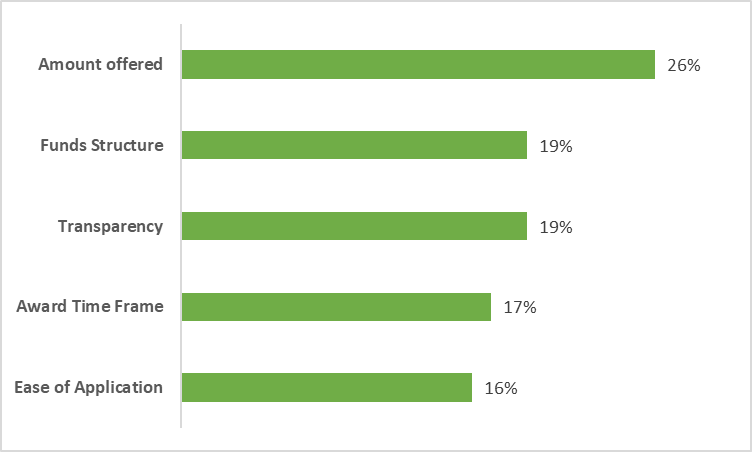 Amount offered 26%
Funds Structure 19%
Transparency 19%
Award Time Frame 17%
Ease of Application 16%